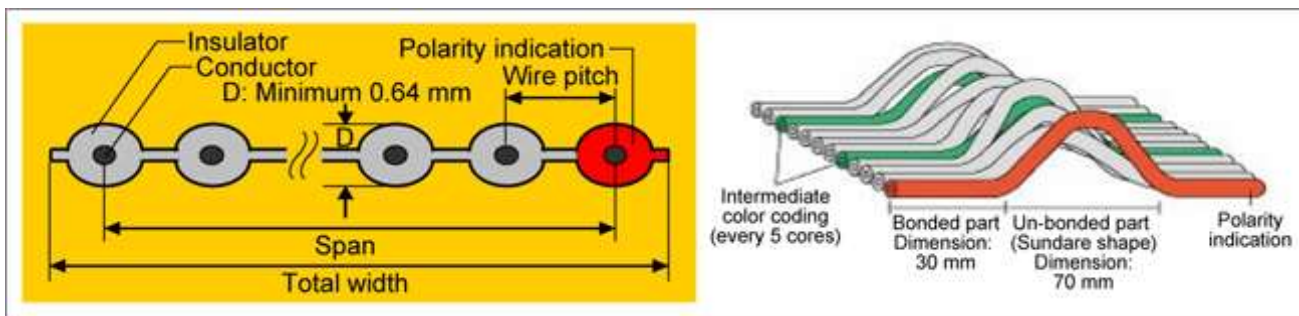 Insulator
Conductor
D: Minimum 0.64 mm
Polarity indication
Wire pitch
D
Span
Total width
Intermediate
color coding
(every 5 cores)
Bonded part
Dimension:
30 mm
Un-bonded part
(Sundare shape)
Dimension:
70 mm
Polarity
indication